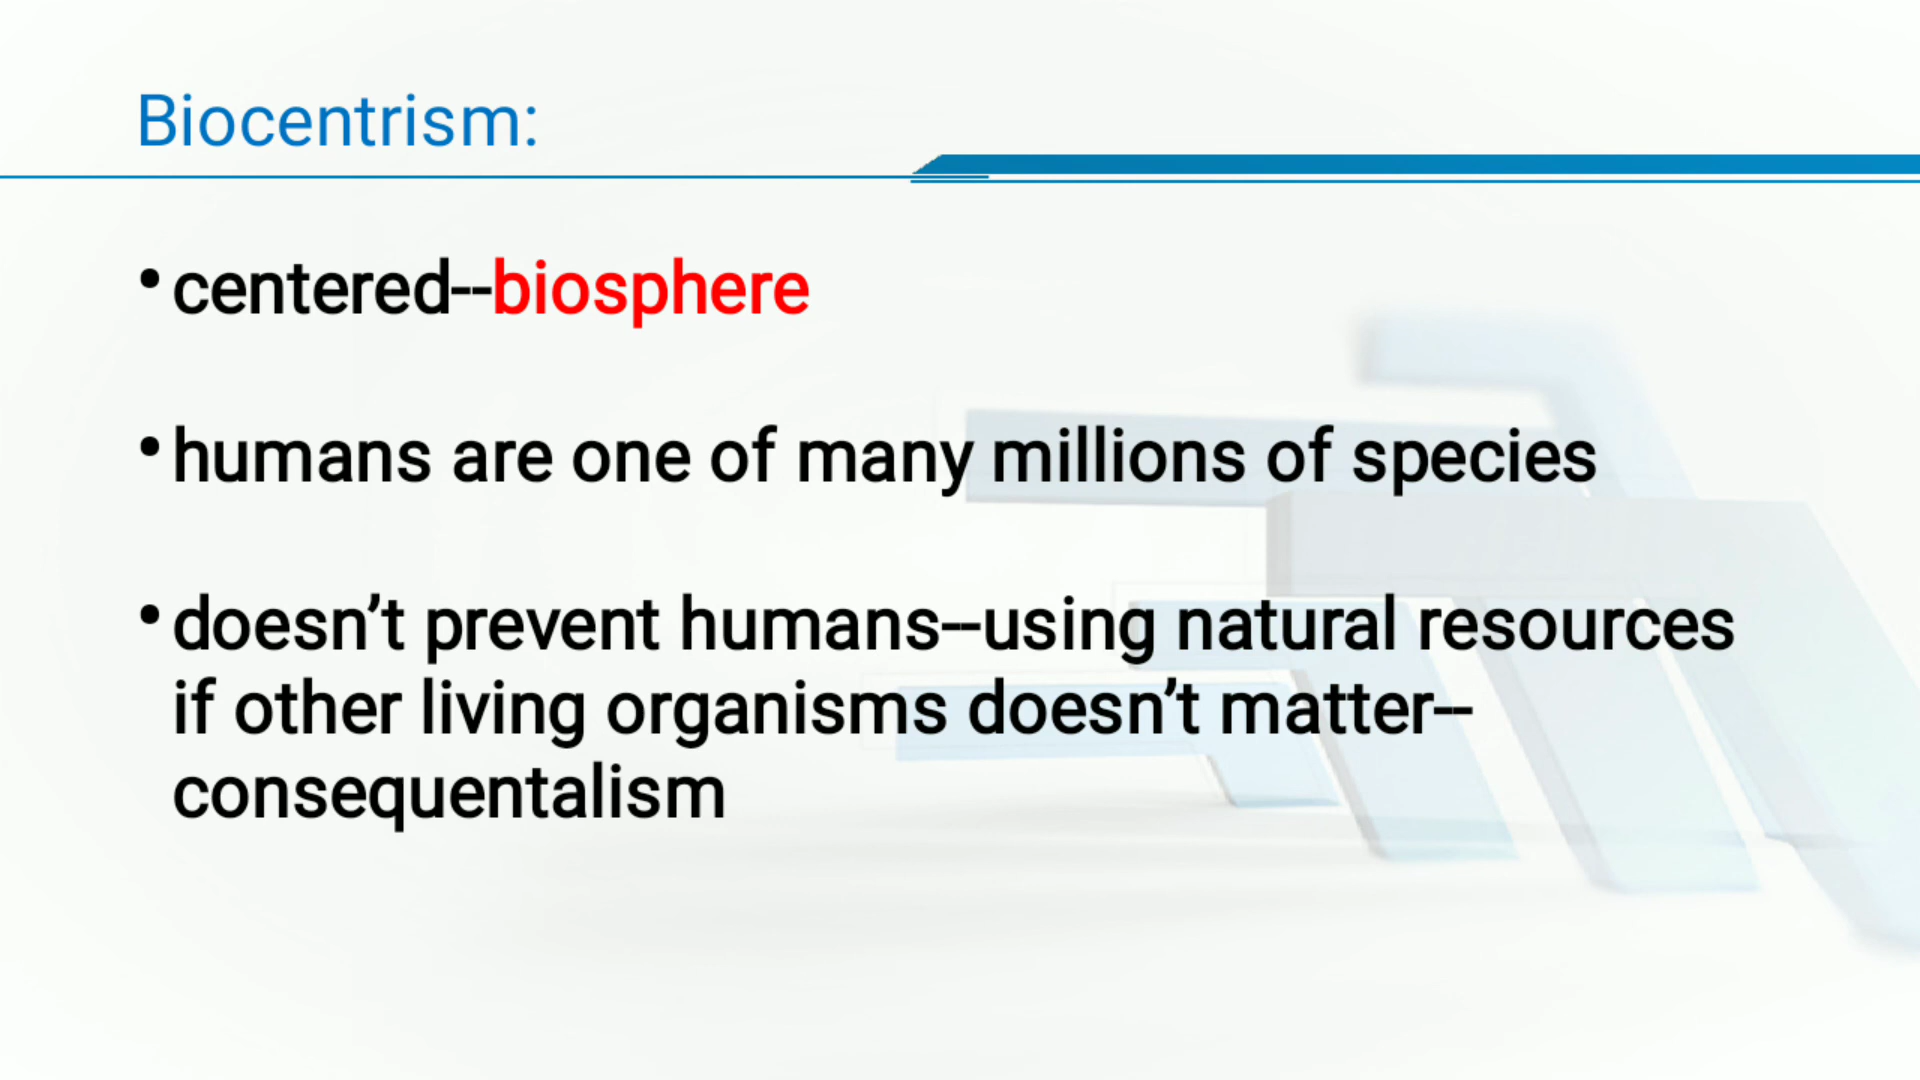 Biocentrism:
•centered--biosphere
•humans are one of many millions of species
•doesn’t prevent humans--using natural resources
if other living organisms doesn’t matter--
consequentalism